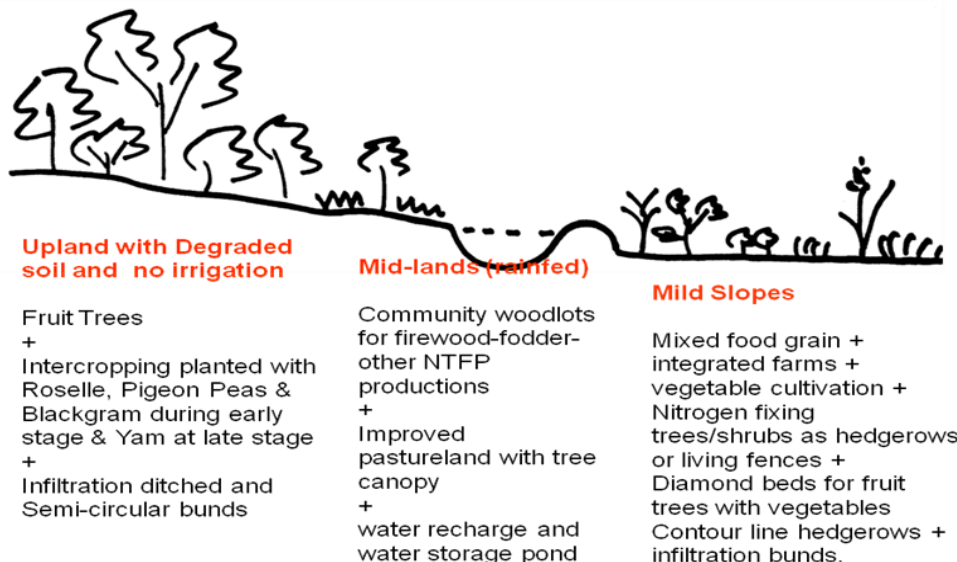 Upland with Degraded
soil and no irrigation
Fruit Trees
+
Intercropping planted with
Roselle, Pigeon Peas &
Blackgram during early
stage & Yam at late stage
+
Infiltration ditched and
Semi-circular bunds
Mid-lands (rainfed)
Community woodlots
for firewood-fodder-
other NTFP
productions
+
Improved
pastureland with tree
canopy
+
water recharge and
water storage pond
Mild Slopes
Mixed food grain +
integrated farms +
vegetable cultivation +
Nitrogen fixing
trees/shrubs as hedgerows
or living fences +
Diamond beds for fruit
trees with vegetables
Contour line hedgerows +
infiltration bunds.